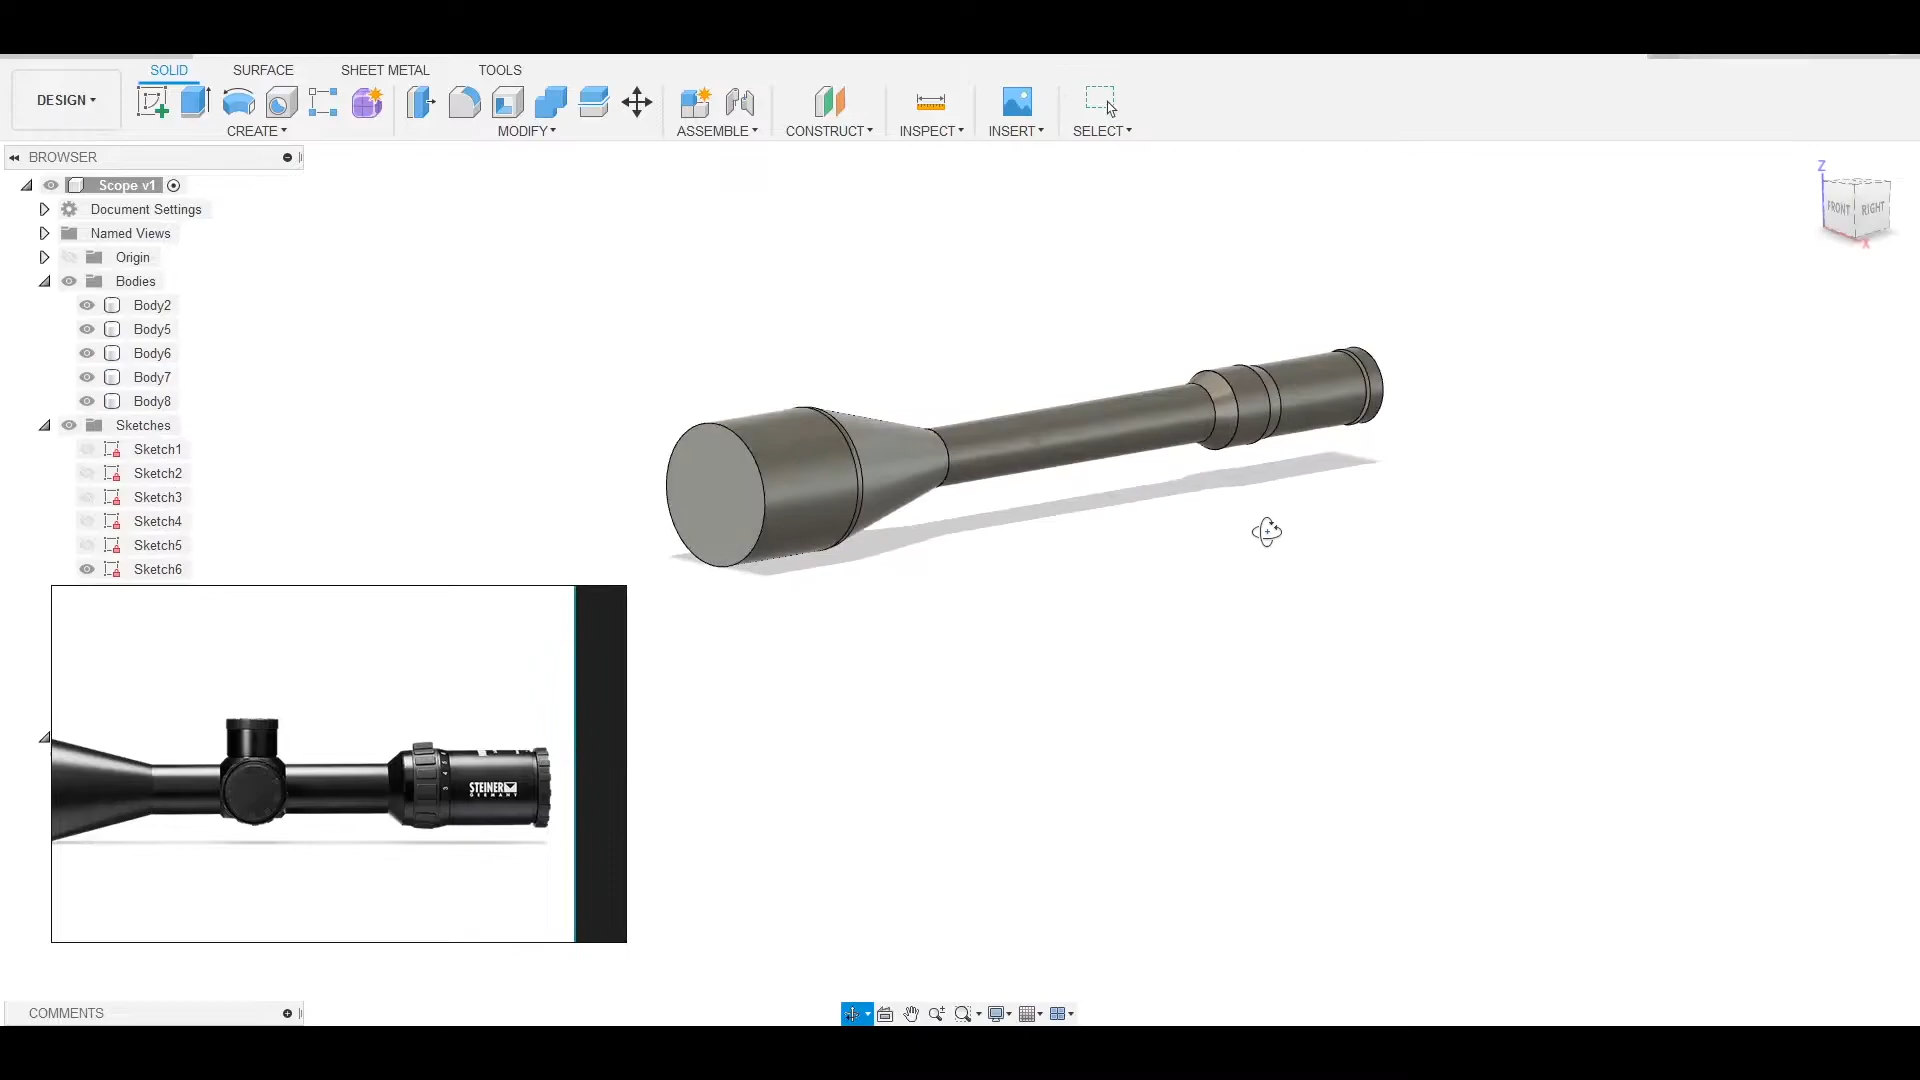 SOLID SURFACE SHEET METAL TOOLS
DESIGN
CREATE MODIFY ASSEMBLE CONSTRUCT INSPECT INSERT SELECT
BROWSER
Scope v1
Document Settings
Named Views
Origin
Bodies
Body2
Body5
Body6
Body7
Body8
Sketches
Sketch1
Sketch2
Sketch3
Sketch4
Sketch5
Sketch6
Z
FRONT RIGHT
X
STEINER
GERMANY
COMMENTS